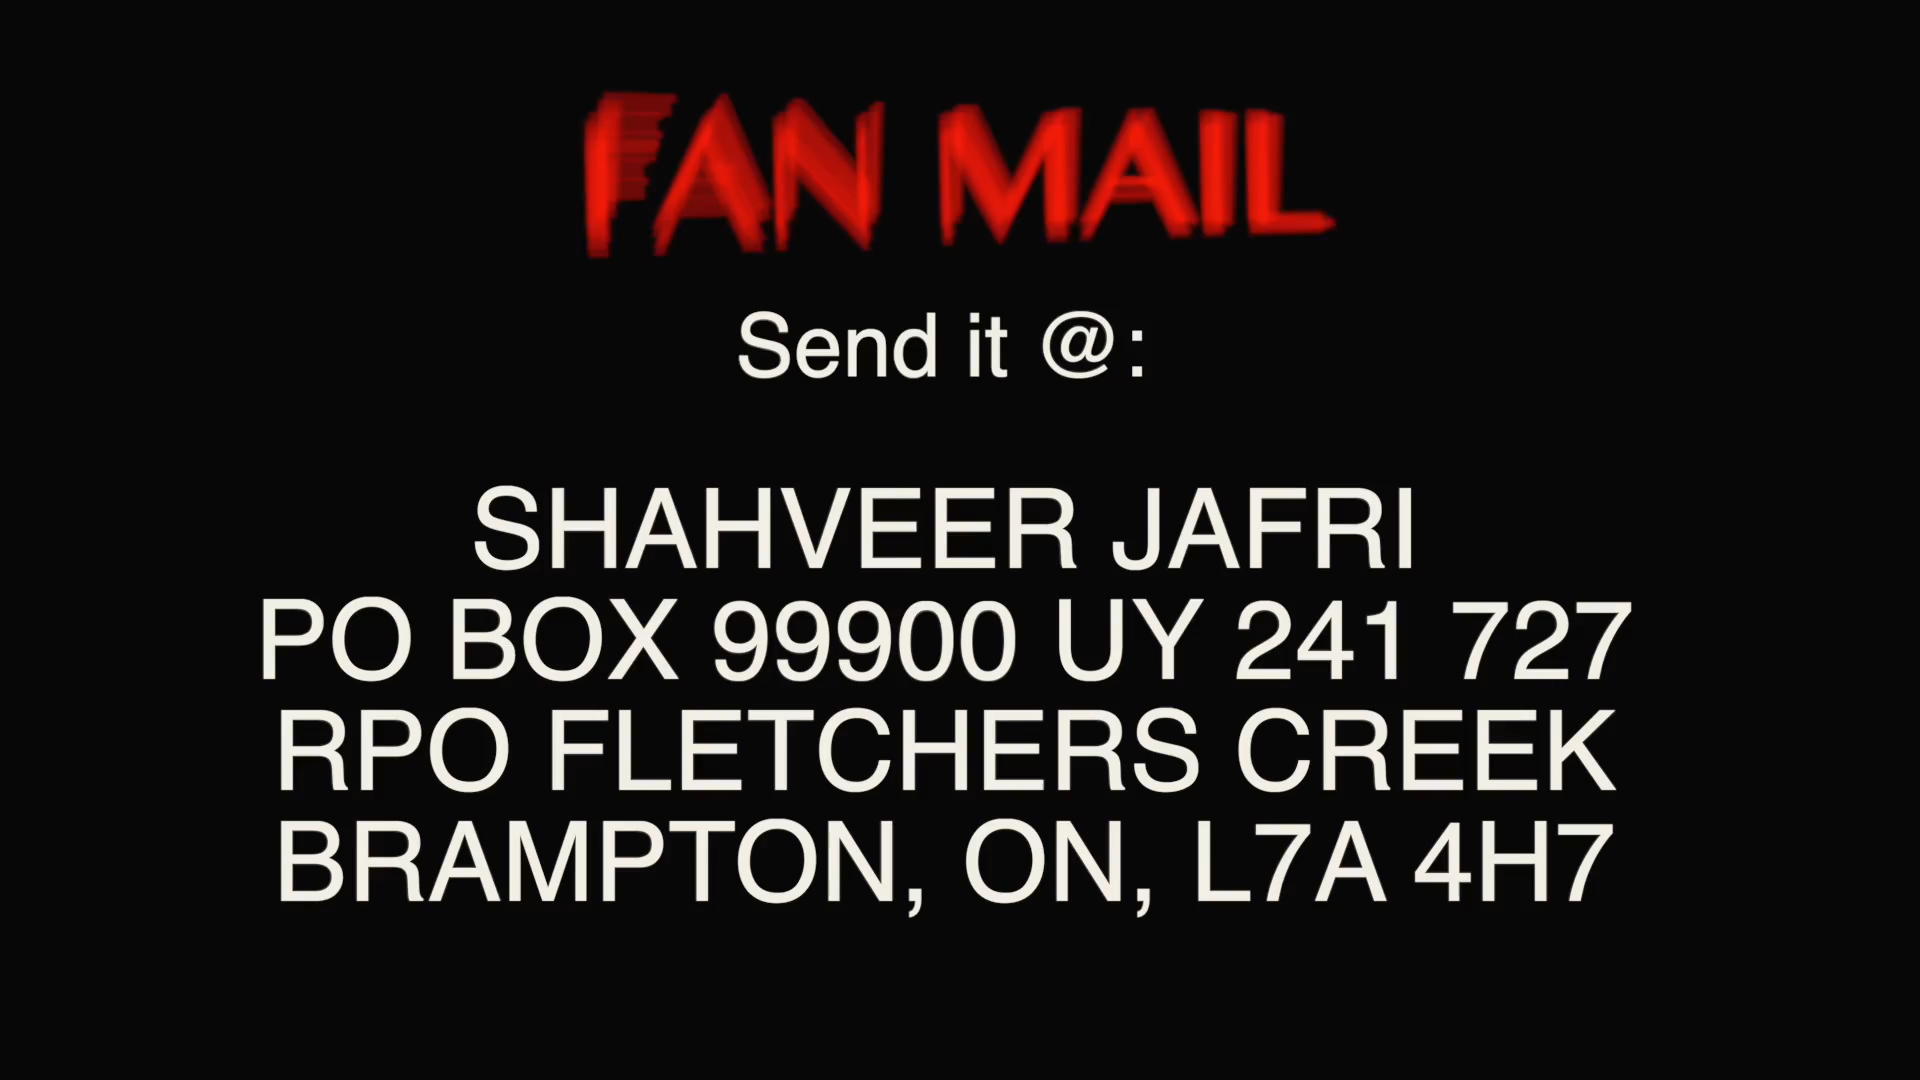 FAN MAIL
Send it @:
SHAHVEER JAFRI
PO BOX 99900 UY 241 727
RPO FLETCHERS CREEK
BRAMPTON, ON, L7A 4H7